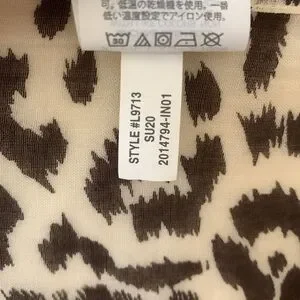 可。低温の乾燥機を使用。一番
低い温度設定でアイロン使用。
30
STYLE #L9713
SU20
2014794-IN01